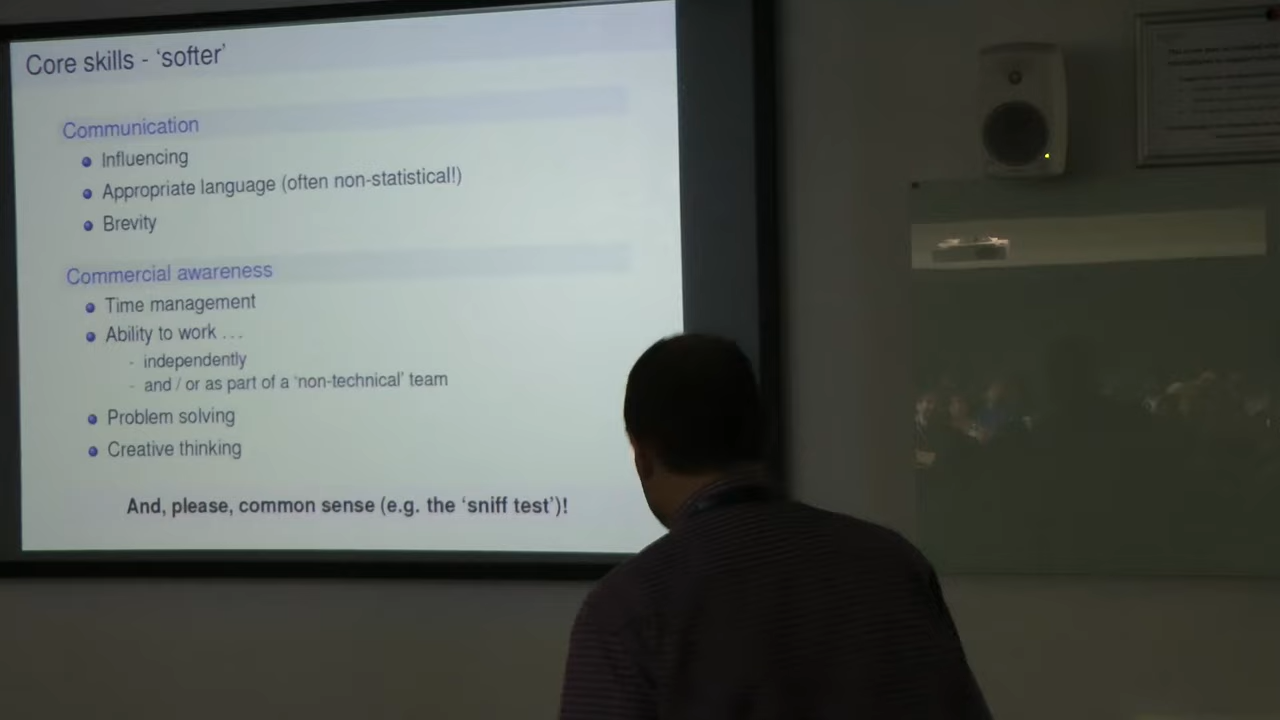 Core skills - ‘softer’
Communication
Influencing
Appropriate language (often non-statistical!)
Brevity
Commercial awareness
Time management
Ability to work ...
- independently
- and / or as part of a ‘non-technical’ team
Problem solving
Creative thinking
And, please, common sense (e.g. the ‘sniff test’)!